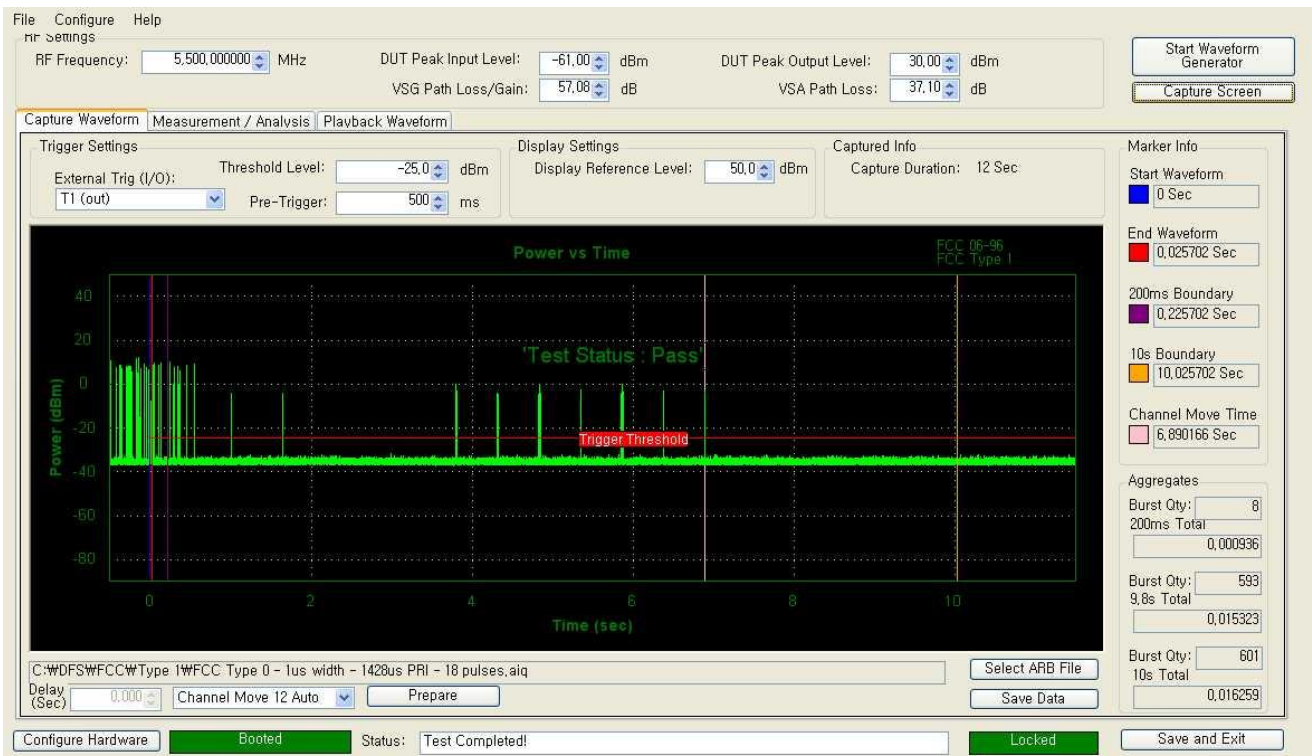 File Configure Help
RF Settings
RF Frequency: 5,500,000000 MHz DUT Peak Input Level: -61,00 dBm DUT Peak Output Level: 30,00 dBm
VSG Path Loss/Gain: 57,08 dB VSA Path Loss: 37,10 dB
Start Waveform
Generator
Capture Screen
Capture Waveform Measurement / Analysis Playback Waveform
Trigger Settings
External Trig (I/O):
T1 (out)
Threshold Level: -25,0 dBm
Pre-Trigger: 500 ms
Display Settings
Display Reference Level: 50,0 dBm
Captured Info
Capture Duration: 12 Sec
Power vs Time
FCC 06-96
FCC Type 1
'Test Status : Pass'
Trigger Threshold
Power (dBm)
40
20
0
-20
-40
-60
-80
0 2 4 6 8 10
Time (sec)
Marker Info
Start Waveform
0 Sec
End Waveform
0,025702 Sec
200ms Boundary
0,225702 Sec
10s Boundary
10,025702 Sec
Channel Move Time
6,890166 Sec
Aggregates
Burst Qty: 8
200ms Total
0,000936
Burst Qty: 593
9,8s Total
0,015323
Burst Qty: 601
10s Total
0,016259
C:₩DFS₩FCC₩Type 1₩FCC Type 0 - 1us width - 1428us PRI - 18 pulses,aiq
Select ARB File
Delay
(Sec) 0,000 Channel Move 12 Auto Prepare
Save Data
Configure Hardware Booted Status: Test Completed! Locked Save and Exit